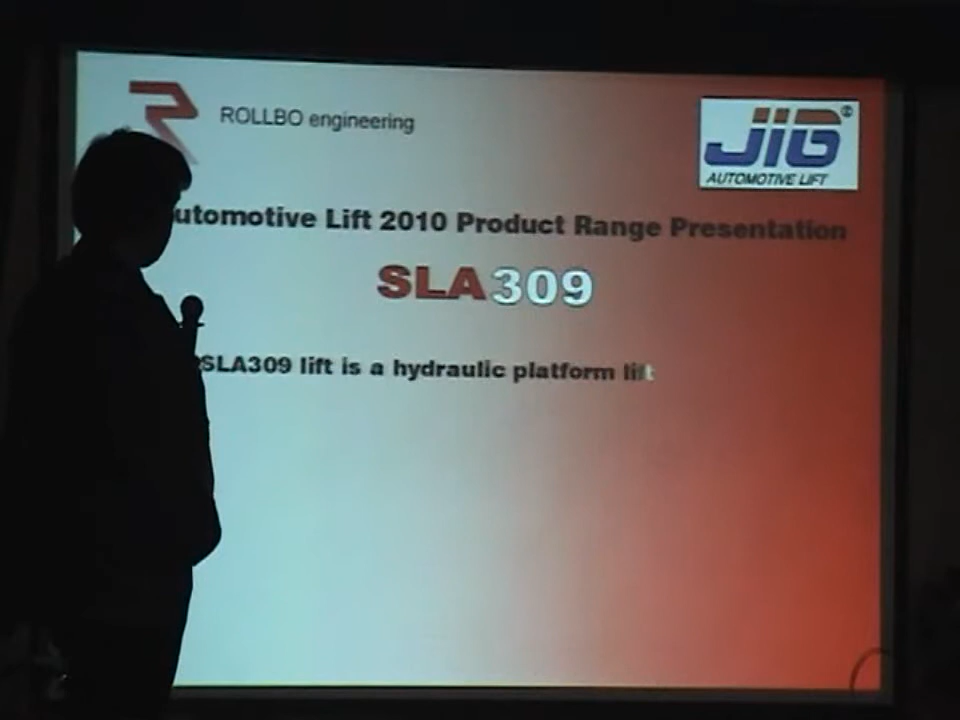 ROLLBO engineering
JIG ®
AUTOMOTIVE LIFT
utomotive Lift 2010 Product Range Presentation
SLA309
SLA309 lift is a hydraulic platform lift